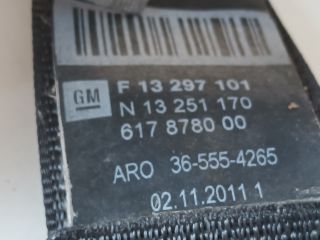 F 13 297 101
GM
N 13 251 170
617 8780 00
ARO 36-555-4265
02.11.2011 1